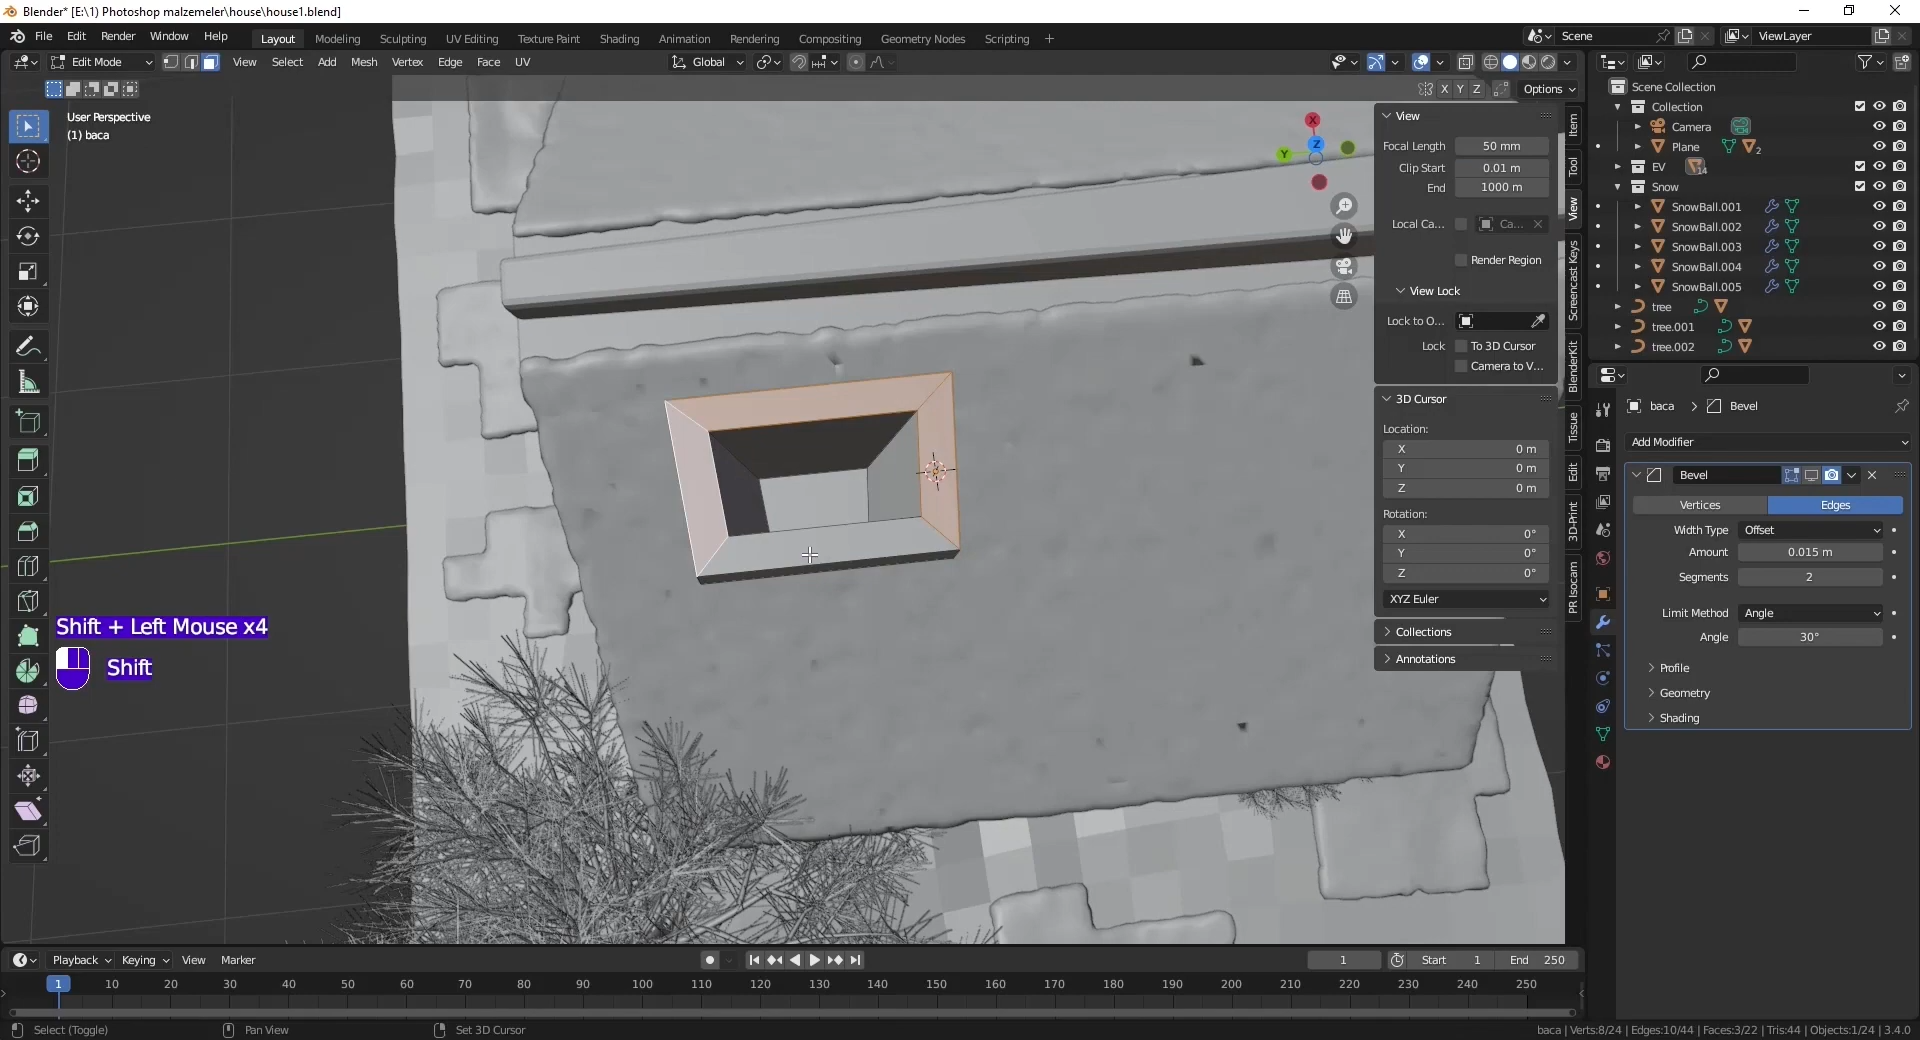 Blender* [E:\1) Photoshop malzemeler\house\house1.blend]
File Edit Render Window Help
Layout Modeling Sculpting UV Editing Texture Paint Shading Animation Rendering Compositing Geometry Nodes Scripting +
Scene ViewLayer
Edit Mode View Select Add Mesh Vertex Edge Face UV Global
X Y Z Options
User Perspective
(1) baca
X
Y
Z
View
Focal Length 50 mm
Clip Start 0.01 m
End 1000 m
Local Ca... Ca...
Render Region
View Lock
Lock to O...
Lock To 3D Cursor
Camera to V...
3D Cursor
Location:
X 0 m
Y 0 m
Z 0 m
Rotation:
X 0°
Y 0°
Z 0°
XYZ Euler
Collections
Annotations
Item
Tool
View
Screencast Keys
BlenderKit
Tissue
Edit
3D-Print
PR Isocam
Scene Collection
Collection
Camera
Plane 2
EV 14
Snow
SnowBall.001
SnowBall.002
SnowBall.003
SnowBall.004
SnowBall.005
tree
tree.001
tree.002
baca > Bevel
Add Modifier
Bevel
Vertices Edges
Width Type Offset
Amount 0.015 m
Segments 2
Limit Method Angle
Angle 30°
Profile
Geometry
Shading
Shift + Left Mouse x4
Shift
Playback Keying View Marker
1 Start 1 End 250
1 10 20 30 40 50 60 70 80 90 100 110 120 130 140 150 160 170 180 190 200 210 220 230 240 250
Select (Toggle) Pan View Set 3D Cursor
baca | Verts:8/24 | Edges:10/44 | Faces:3/22 | Tris:44 | Objects:1/24 | 3.4.0